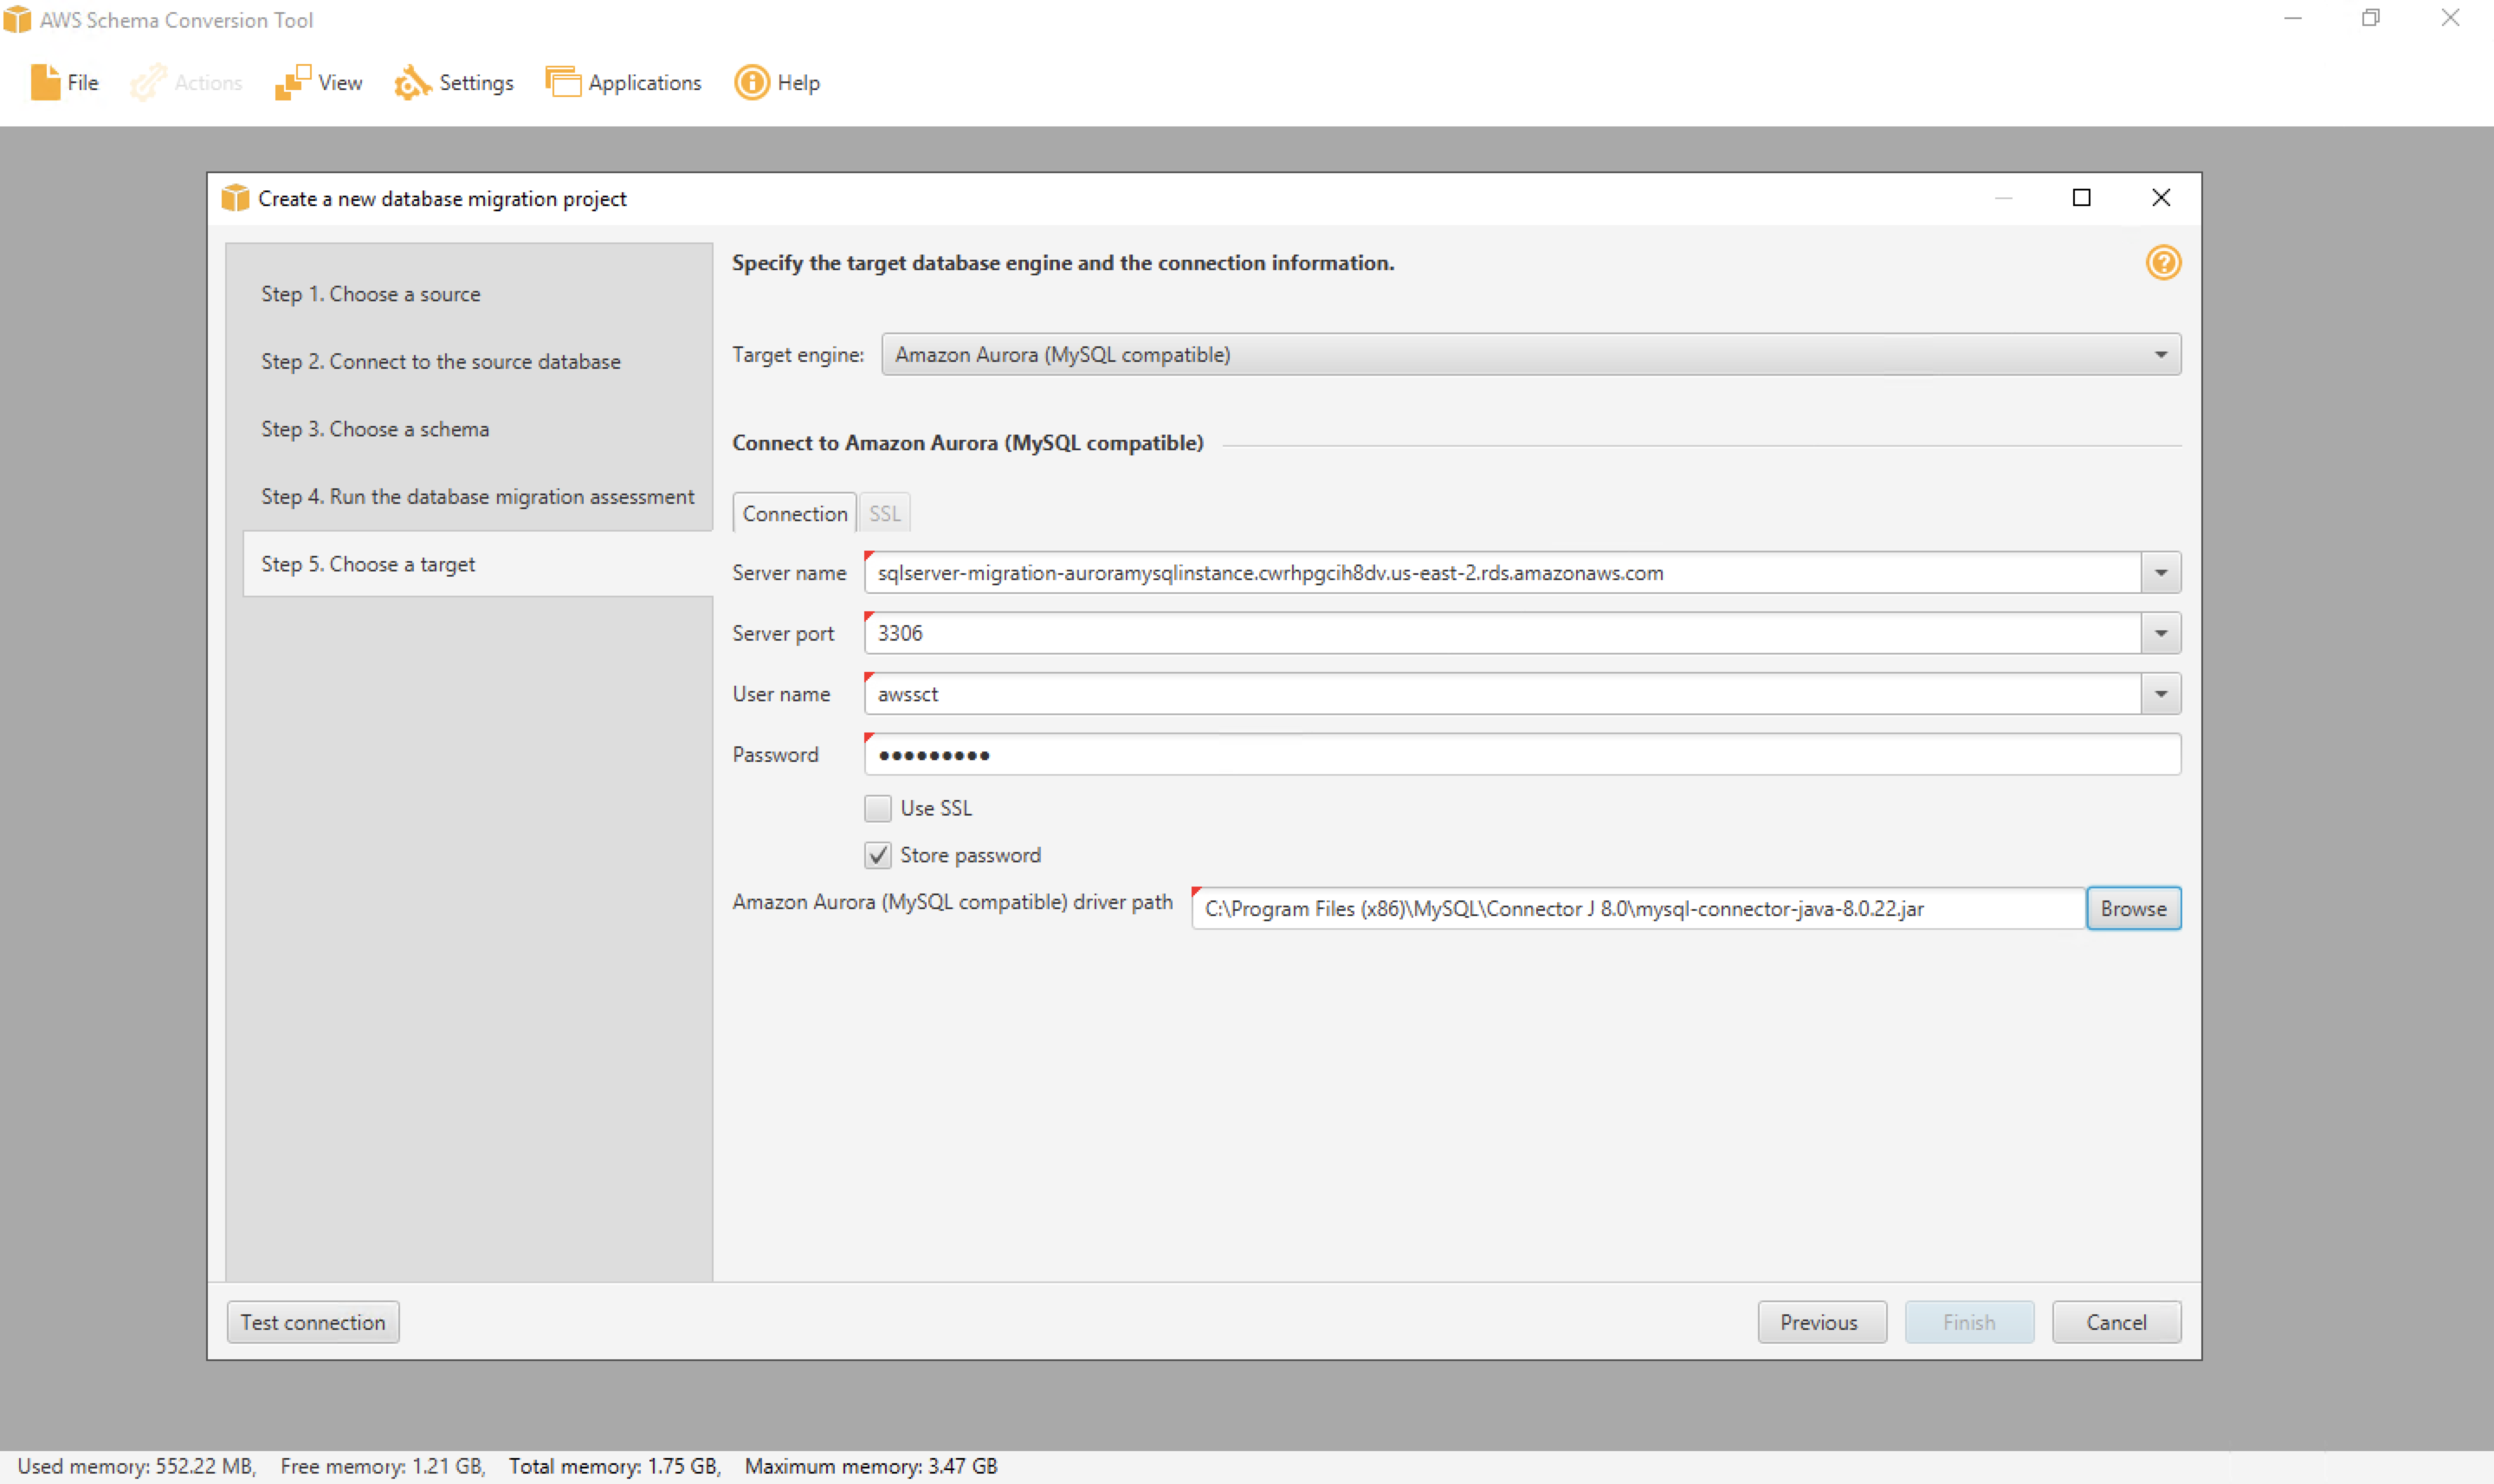 AWS Schema Conversion Tool
File Actions View Settings Applications Help
Create a new database migration project
Step 1. Choose a source
Step 2. Connect to the source database
Step 3. Choose a schema
Step 4. Run the database migration assessment
Step 5. Choose a target
Specify the target database engine and the connection information.
Target engine: Amazon Aurora (MySQL compatible)
Connect to Amazon Aurora (MySQL compatible)
Connection SSL
Server name sqlserver-migration-auroramysqlinstance.cwrhpgcih8dv.us-east-2.rds.amazonaws.com
Server port 3306
User name awssct
Password •••••••••
Use SSL
Store password
Amazon Aurora (MySQL compatible) driver path C:\Program Files (x86)\MySQL\Connector J 8.0\mysql-connector-java-8.0.22.jar Browse
Test connection Previous Finish Cancel
Used memory: 552.22 MB, Free memory: 1.21 GB, Total memory: 1.75 GB, Maximum memory: 3.47 GB